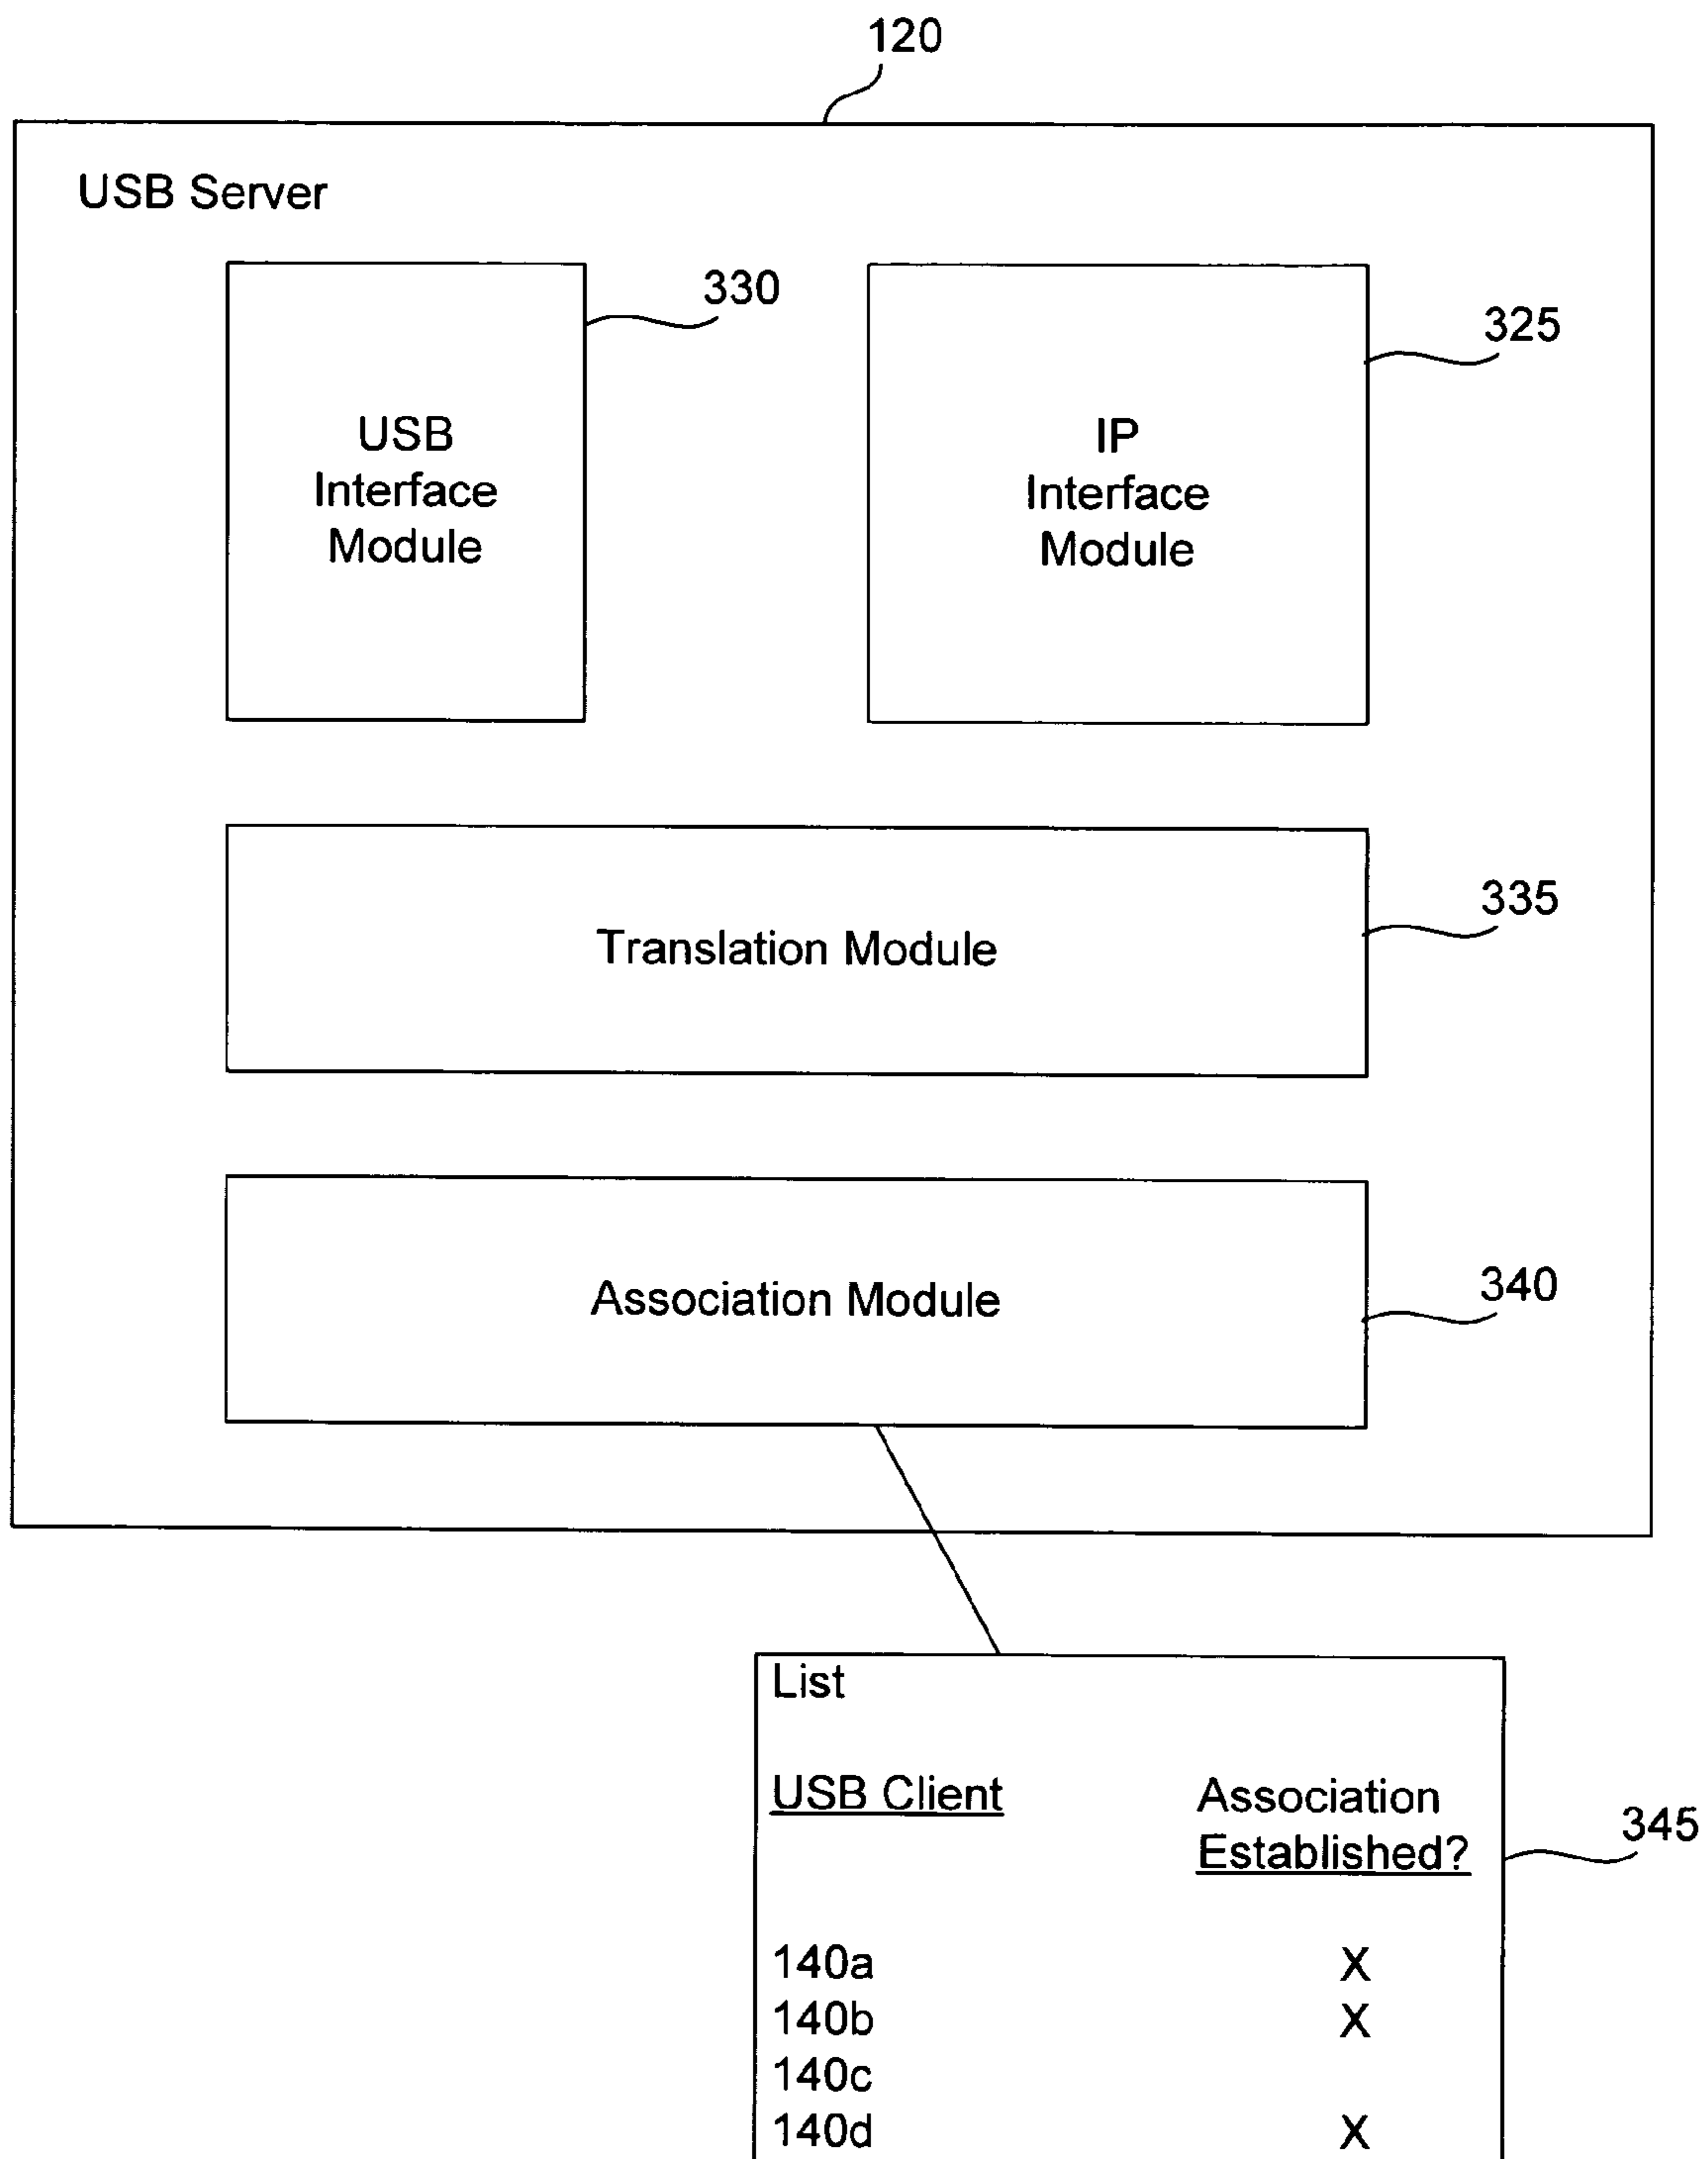 120
USB Server
330
325
USB
Interface
Module
IP
Interface
Module
335
Translation Module
340
Association Module
List
USB Client
Association
Established?
345
140a X
140b X
140c
140d X